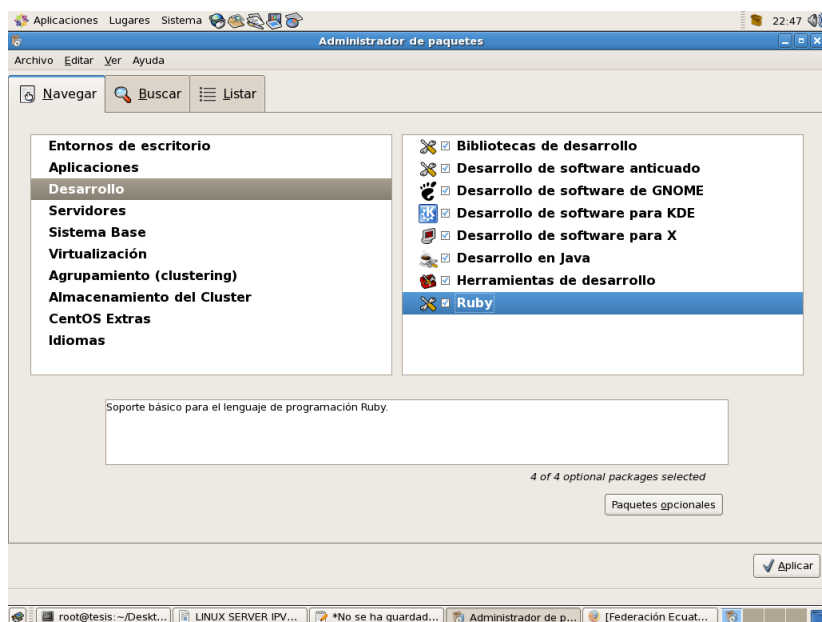 Aplicaciones Lugares Sistema 22:47
Administrador de paquetes
Archivo Editar Ver Ayuda
Navegar Buscar Listar
Entornos de escritorio
Aplicaciones
Desarrollo
Servidores
Sistema Base
Virtualización
Agrupamiento (clustering)
Almacenamiento del Cluster
CentOS Extras
Idiomas
Bibliotecas de desarrollo
Desarrollo de software anticuado
Desarrollo de software de GNOME
Desarrollo de software para KDE
Desarrollo de software para X
Desarrollo en Java
Herramientas de desarrollo
Ruby
Soporte básico para el lenguaje de programación Ruby.
4 of 4 optional packages selected
Paquetes opcionales
Aplicar
root@tesis:~/Deskt... LINUX SERVER IPV... *No se ha guardad... Administrador de p... [Federación Ecuat...